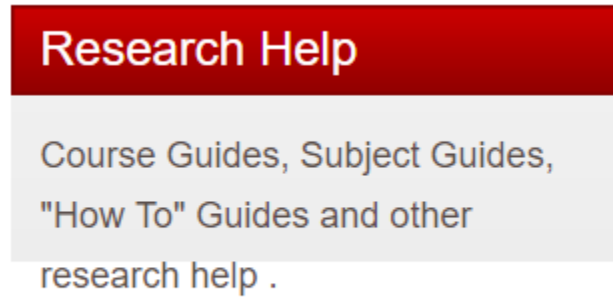 Research Help
Course Guides, Subject Guides,
"How To" Guides and other
research help .